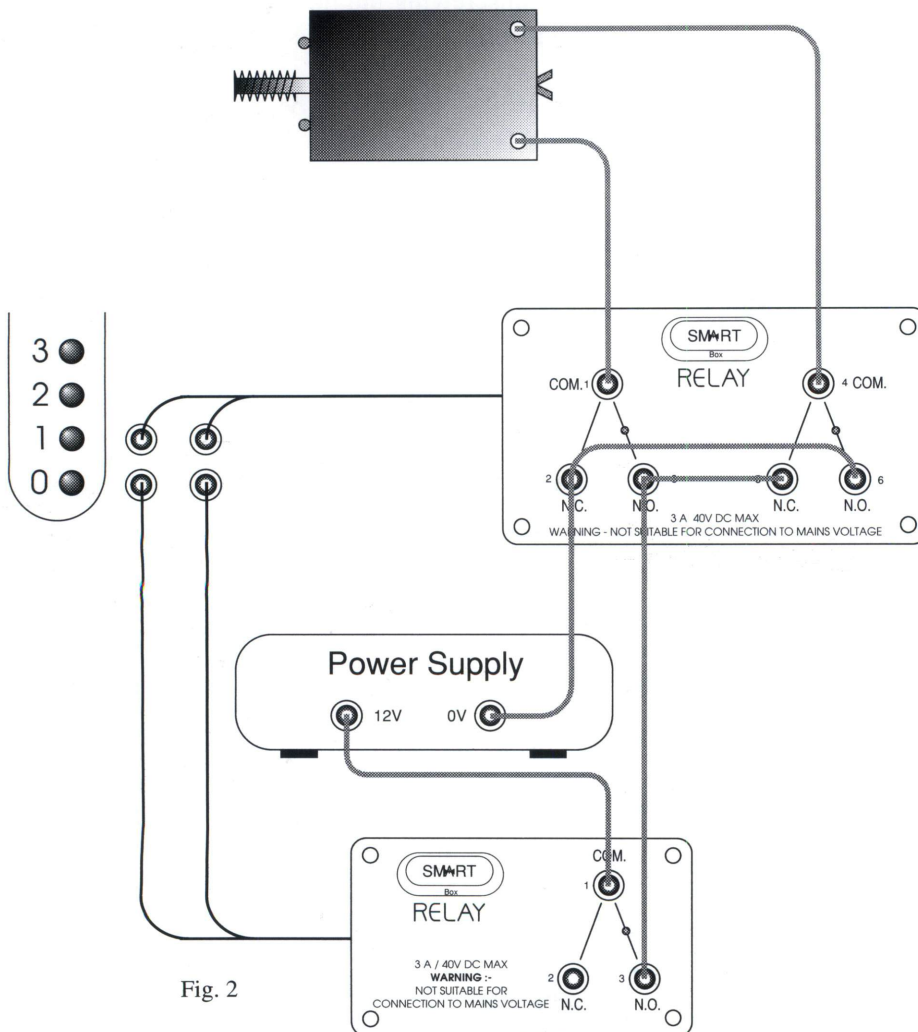 SMART
Box
RELAY
COM. 1
4 COM.
3
2
1
0
2
6
N.C.
N.O.
N.C.
N.O.
3 A 40V DC MAX
WARNING - NOT SUITABLE FOR CONNECTION TO MAINS VOLTAGE
Power Supply
12V
0V
SMART
Box
RELAY
COM.
1
3 A / 40V DC MAX
WARNING :-
NOT SUITABLE FOR
CONNECTION TO MAINS VOLTAGE
2
N.C.
3
N.O.
Fig. 2